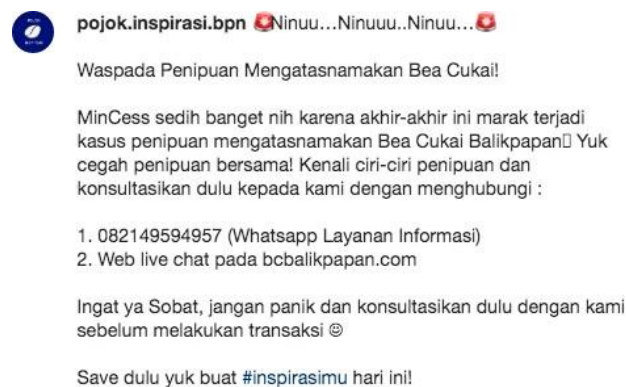 pojok.inspirasi.bpn 🚨Ninuu...Ninuuu..Ninuu...🚨
Waspada Penipuan Mengatasnamakan Bea Cukai!
MinCess sedih banget nih karena akhir-akhir ini marak terjadi
kasus penipuan mengatasnamakan Bea Cukai Balikpapan▯ Yuk
cegah penipuan bersama! Kenali ciri-ciri penipuan dan
konsultasikan dulu kepada kami dengan menghubungi :
1. 082149594957 (Whatsapp Layanan Informasi)
2. Web live chat pada bcbalikpapan.com
Ingat ya Sobat, jangan panik dan konsultasikan dulu dengan kami
sebelum melakukan transaksi ☺
Save dulu yuk buat #inspirasimu hari ini!